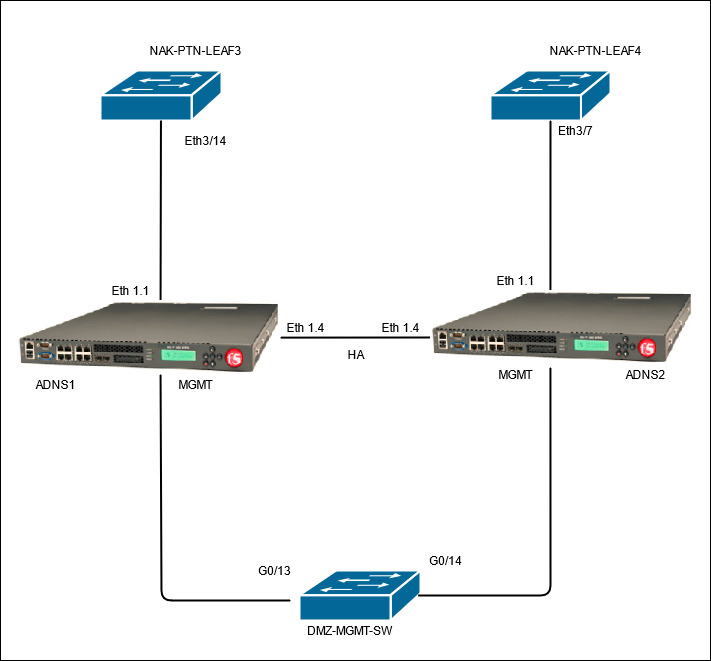 NAK-PTN-LEAF3
NAK-PTN-LEAF4
Eth3/14
Eth3/7
Eth 1.1
Eth 1.1
Eth 1.4
Eth 1.4
HA
f5
f5
ADNS1
MGMT
MGMT
ADNS2
G0/13
G0/14
DMZ-MGMT-SW